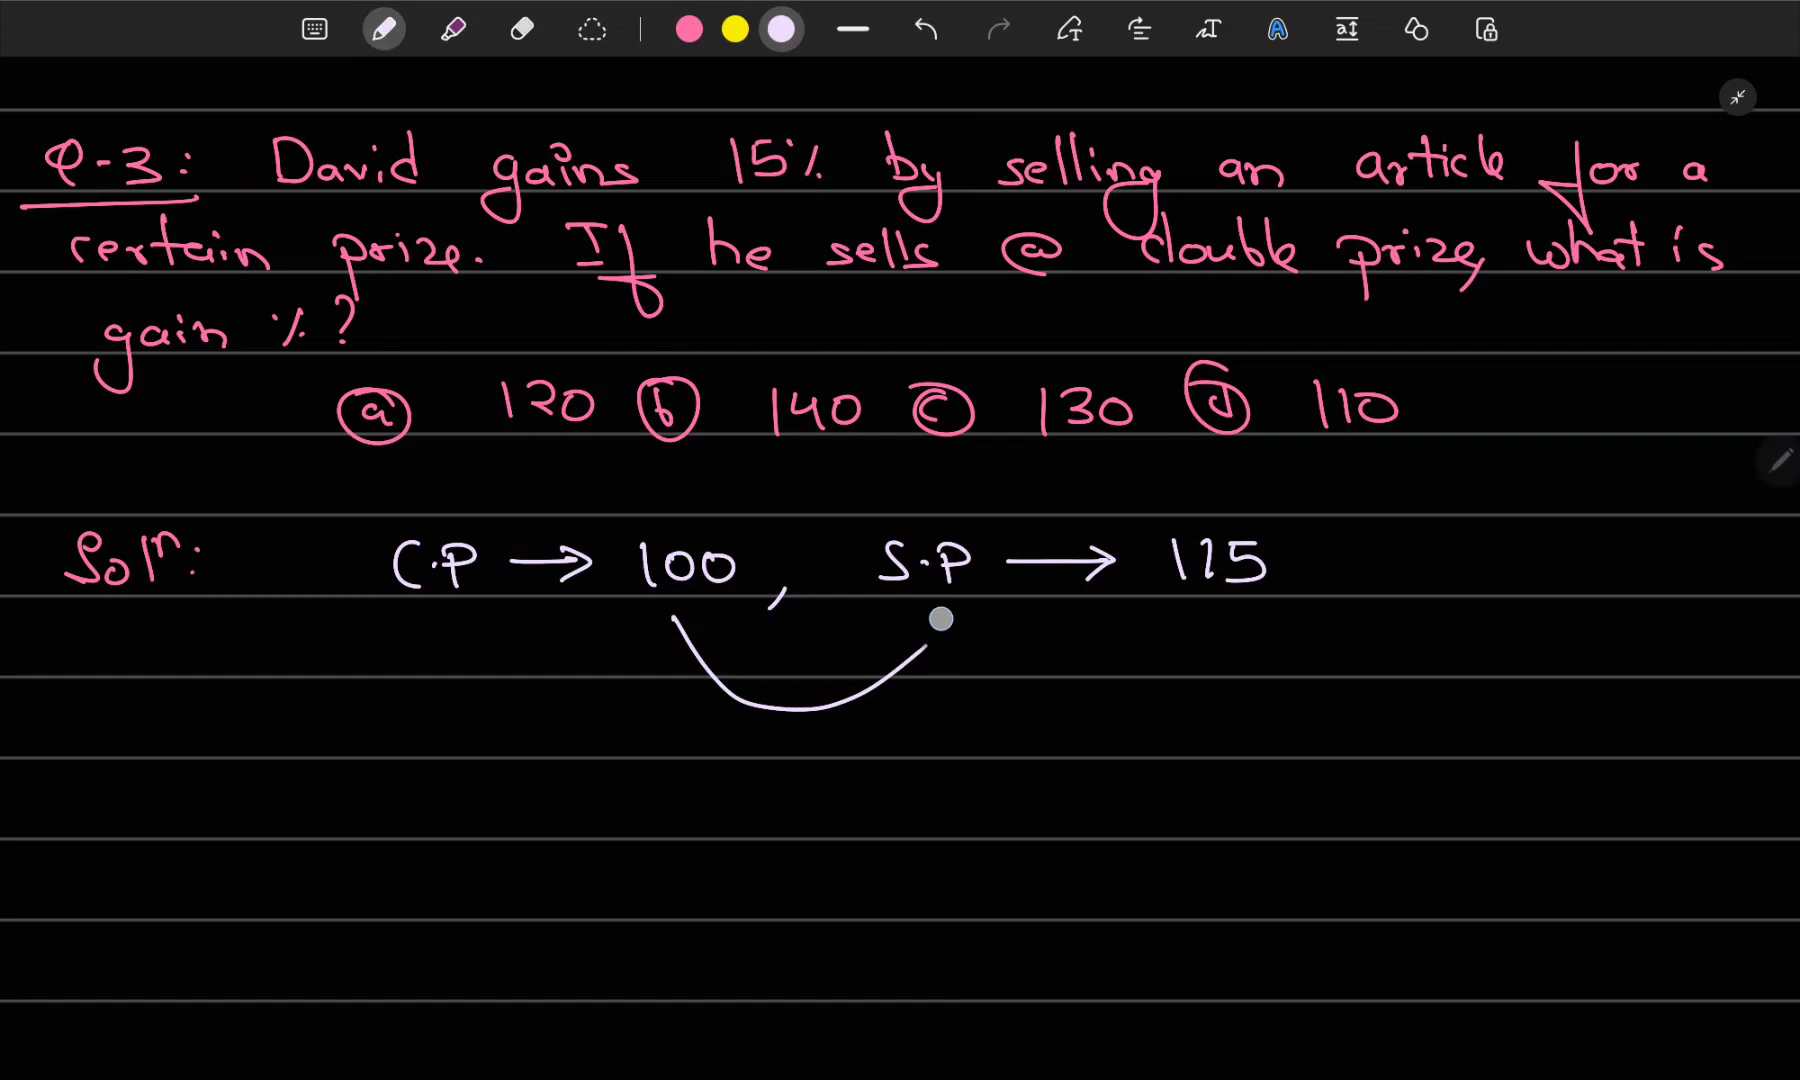 Q-3: David gains 15% by selling an article for a
certain prize. If he sells @ double prize, what is
gain %?
ⓐ 120 ⓑ 140 ⓒ 130 ⓓ 110
Solⁿ: C.P → 100, S.P → 115